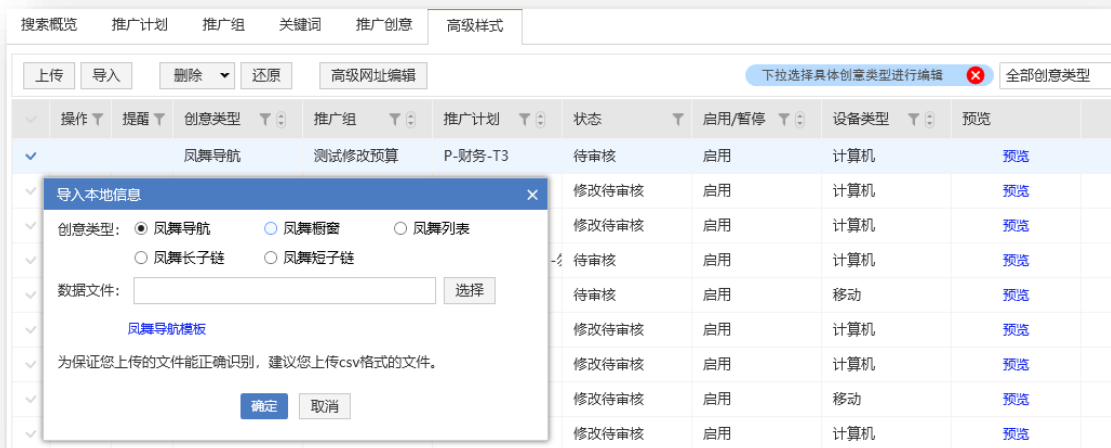 搜索概览 推广计划 推广组 关键词 推广创意 高级样式
上传 导入 删除 还原 高级网址编辑 下拉选择具体创意类型进行编辑 全部创意类型
操作 提醒 创意类型 推广组 推广计划 状态 启用/暂停 设备类型 预览
凤舞导航 测试修改预算 P-财务-T3 待审核 启用 计算机 预览
导入本地信息
修改待审核 启用 计算机 预览
创意类型: 凤舞导航 凤舞橱窗 凤舞列表
修改待审核 启用 计算机 预览
凤舞长子链 凤舞短子链
待审核 启用 计算机 预览
数据文件: 选择
待审核 启用 移动 预览
凤舞导航模板
修改待审核 启用 计算机 预览
为保证您上传的文件能正确识别，建议您上传csv格式的文件。
修改待审核 启用 计算机 预览
确定 取消
修改待审核 启用 移动 预览
修改待审核 启用 计算机 预览